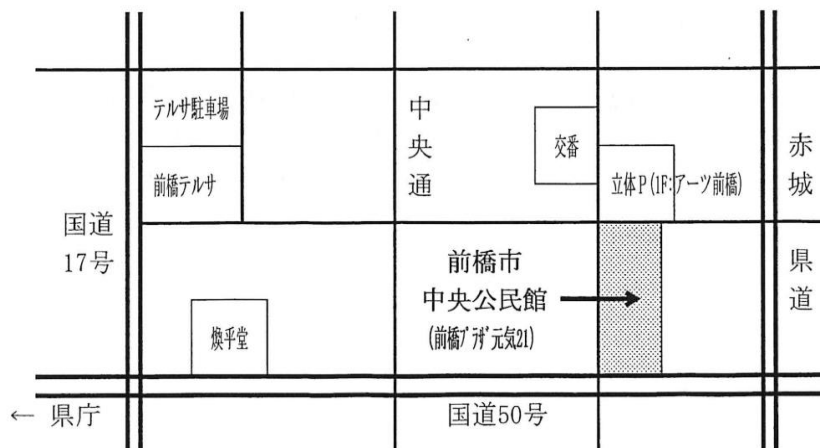 テルサ駐車場
前橋テルサ
国道
17号
中央通
交番
立体P(1F:アーツ前橋)
赤城
県道
前橋市
中央公民館
(前橋プラザ元気21)
煥平堂
← 県庁
国道50号